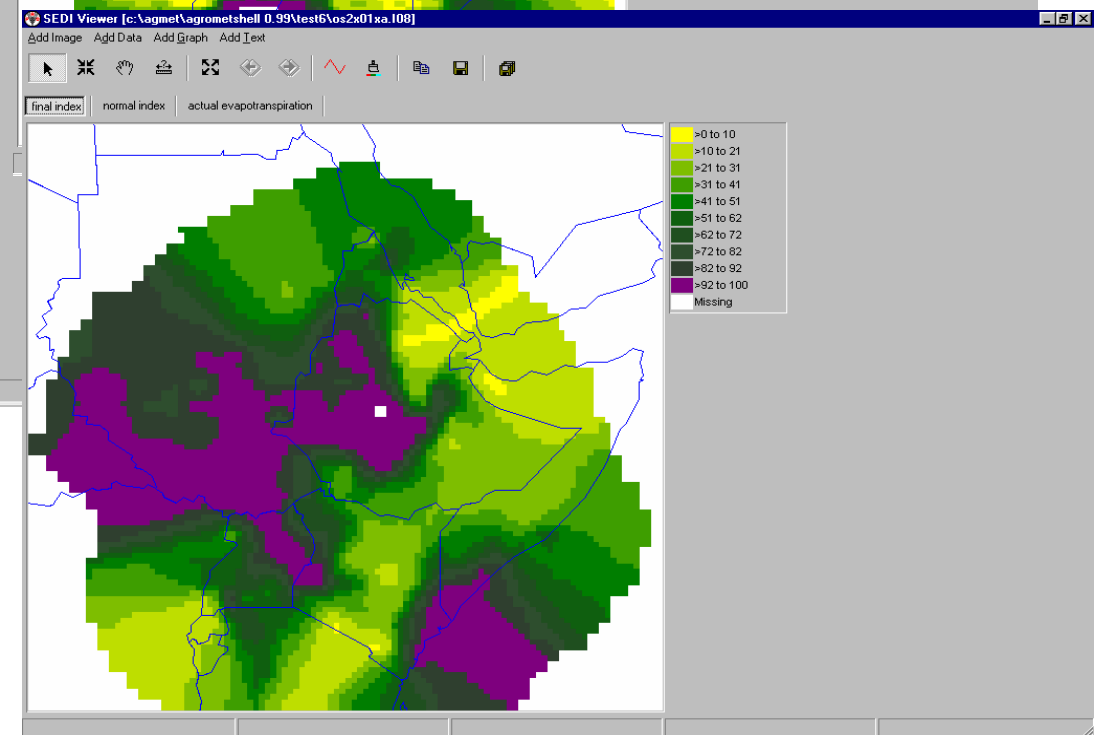 SEDI Viewer [c:\agmet\agrometshell 0.99\test6\os2x01xa.I08]
Add Image Add Data Add Graph Add Text
final index normal index actual evapotranspiration
>0 to 10
>10 to 21
>21 to 31
>31 to 41
>41 to 51
>51 to 62
>62 to 72
>72 to 82
>82 to 92
>92 to 100
Missing